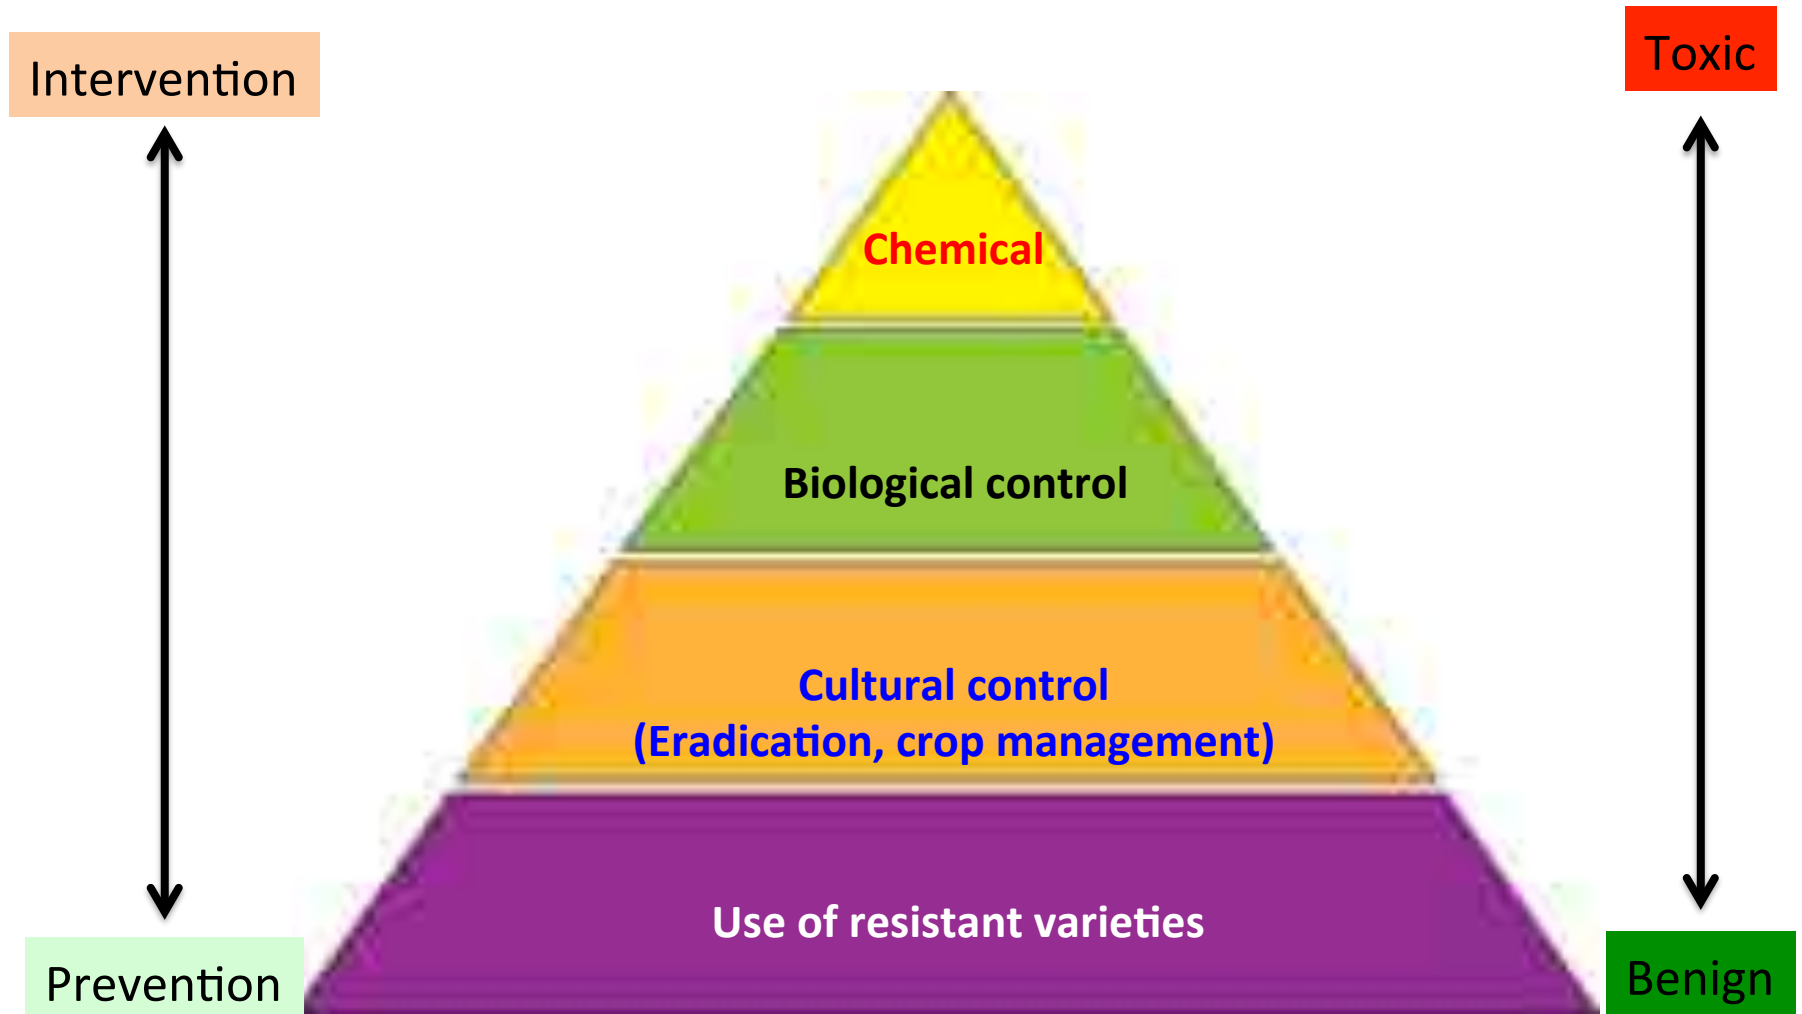 Intervention
Toxic
Chemical
Biological control
Cultural control
(Eradication, crop management)
Use of resistant varieties
Prevention
Benign